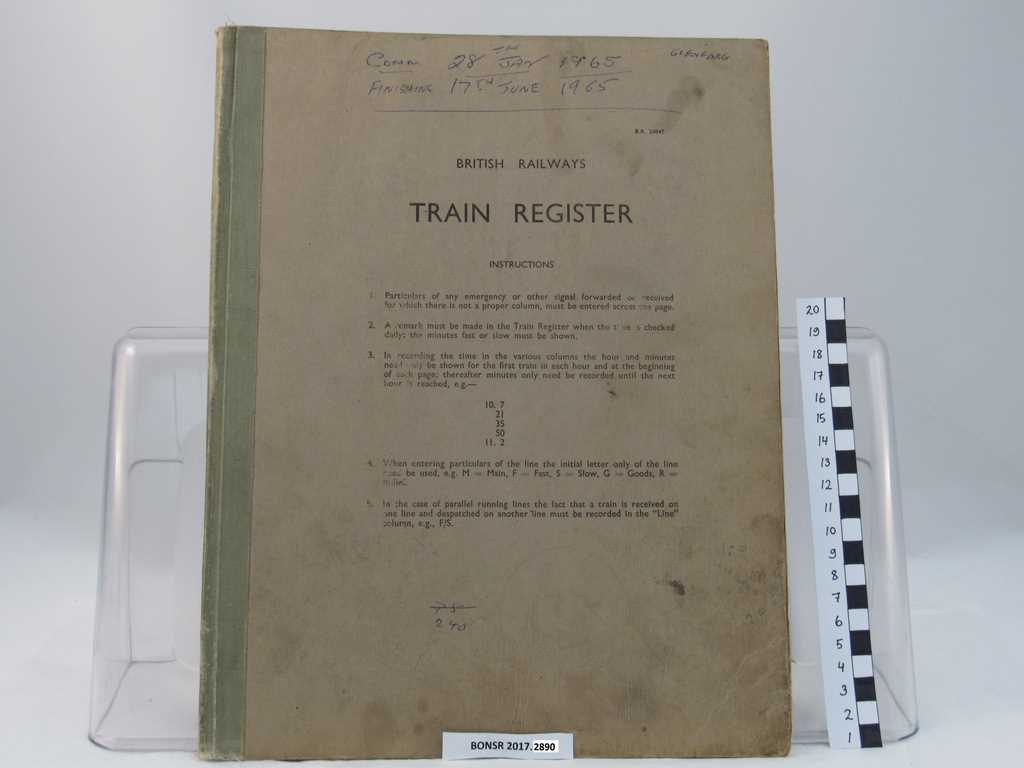 Comm 28TH JAN 1965
GLENFARG
FINISHING 17TH JUNE 1965
BRITISH RAILWAYS
TRAIN REGISTER
INSTRUCTIONS
1. Particulars of any emergency or other signal forwarded or received
for which there is not a proper column, must be entered across the page.
2. A remark must be made in the Train Register when the time is checked
daily; the minutes fast or slow must be shown.
3. In recording the time in the various columns the hour and minutes
need only be shown for the first train in each hour and at the beginning
of each page; thereafter minutes only need be recorded until the next
hour is reached, e.g.—
10. 7
21
35
50
11. 2
4. When entering particulars of the line the initial letter only of the line
need be used, e.g. M = Main, F = Fast, S = Slow, G = Goods, R =
Relief.
5. In the case of parallel running lines the fact that a train is received on
one line and despatched on another line must be recorded in the "Line"
column, e.g., F/S.
240
BONSR 2017.2890
20
19
18
17
16
15
14
13
12
11
10
9
8
7
6
5
4
3
2
1